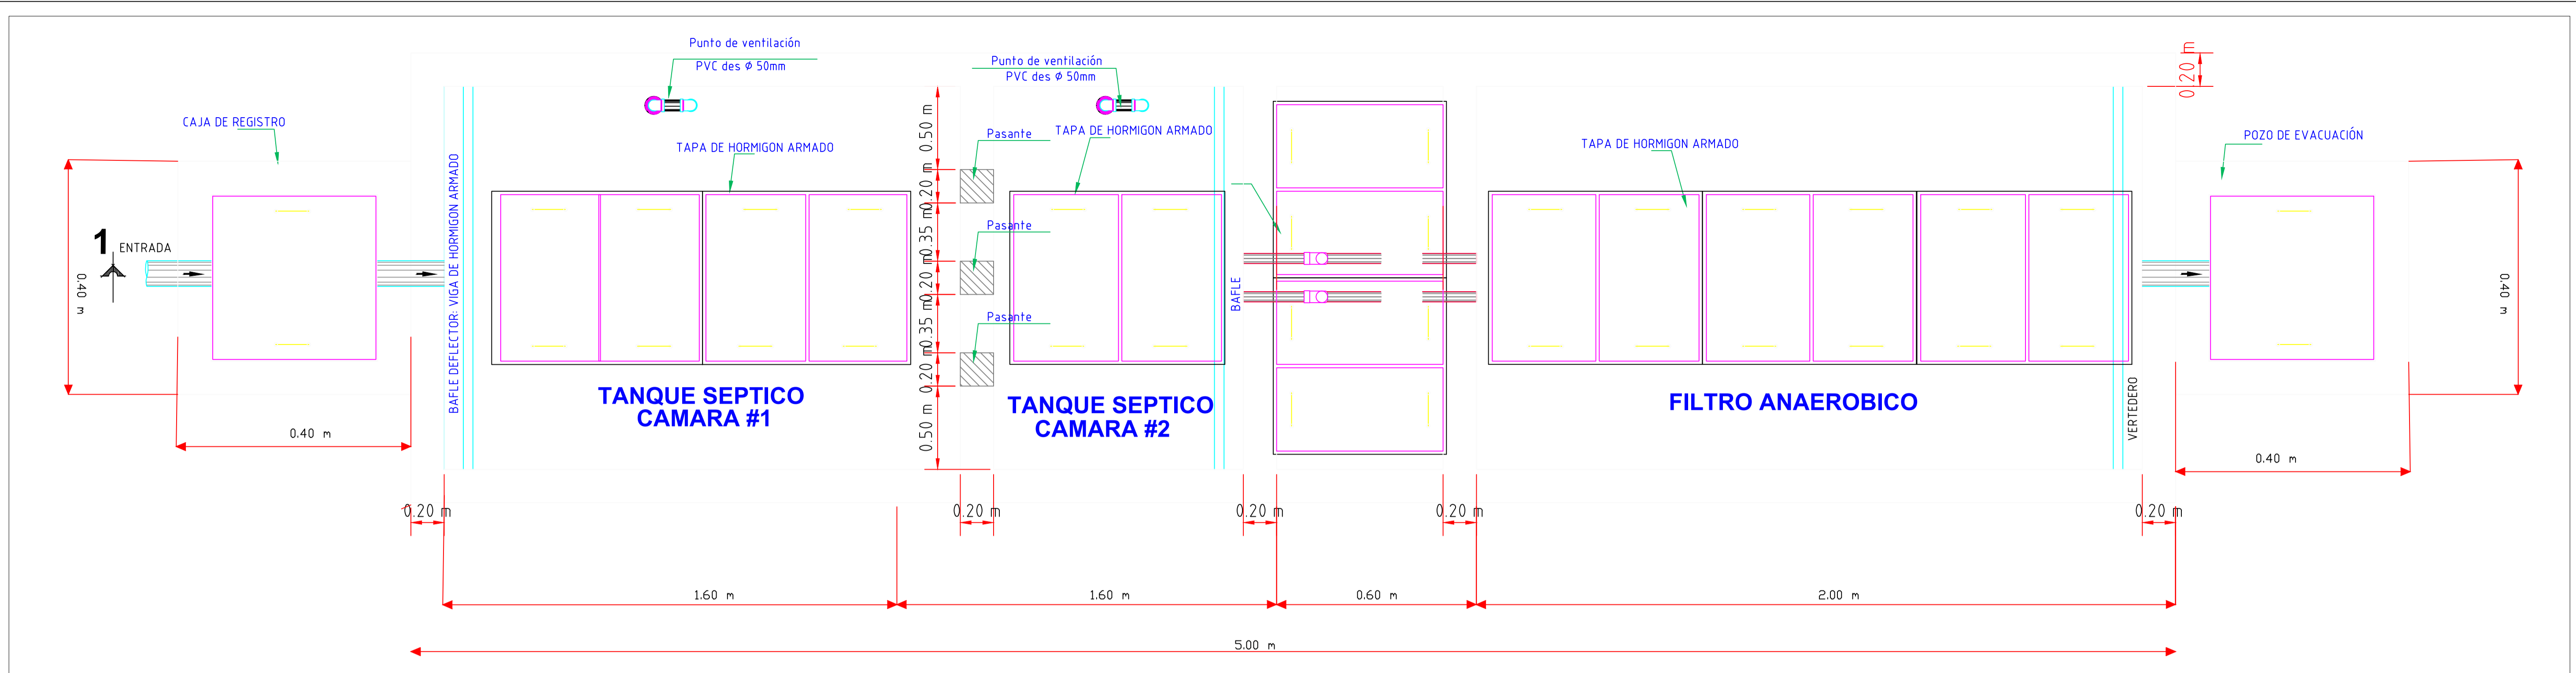 Punto de ventilación
PVC des Ø 50mm
Punto de ventilación
PVC des Ø 50mm
0.20 m
CAJA DE REGISTRO
TAPA DE HORMIGON ARMADO
Pasante
TAPA DE HORMIGON ARMADO
TAPA DE HORMIGON ARMADO
POZO DE EVACUACIÓN
1 ENTRADA
0.40 m
BAFLE DEFLECTOR: VIGA DE HORMIGON ARMADO
0.50 m
0.20 m
0.35 m
0.20 m
0.35 m
0.20 m
0.50 m
Pasante
Pasante
BAFLE
0.40 m
TANQUE SEPTICO
CAMARA #1
TANQUE SEPTICO
CAMARA #2
FILTRO ANAEROBICO
VERTEDERO
0.40 m
0.40 m
0.20 m
0.20 m
0.20 m
0.20 m
0.20 m
1.60 m
1.60 m
0.60 m
2.00 m
5.00 m